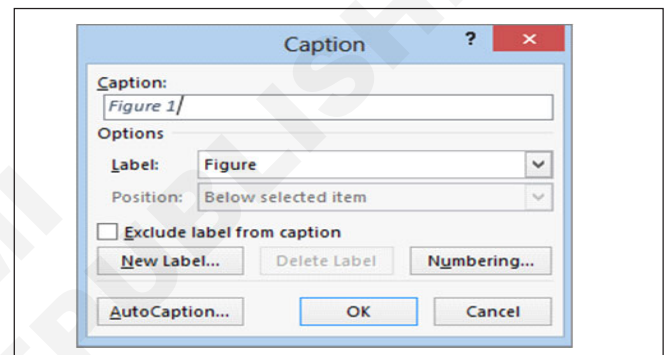 Caption ?
Caption:
Figure 1
Options
Label: Figure
Position: Below selected item
Exclude label from caption
New Label... Delete Label Numbering...
AutoCaption... OK Cancel